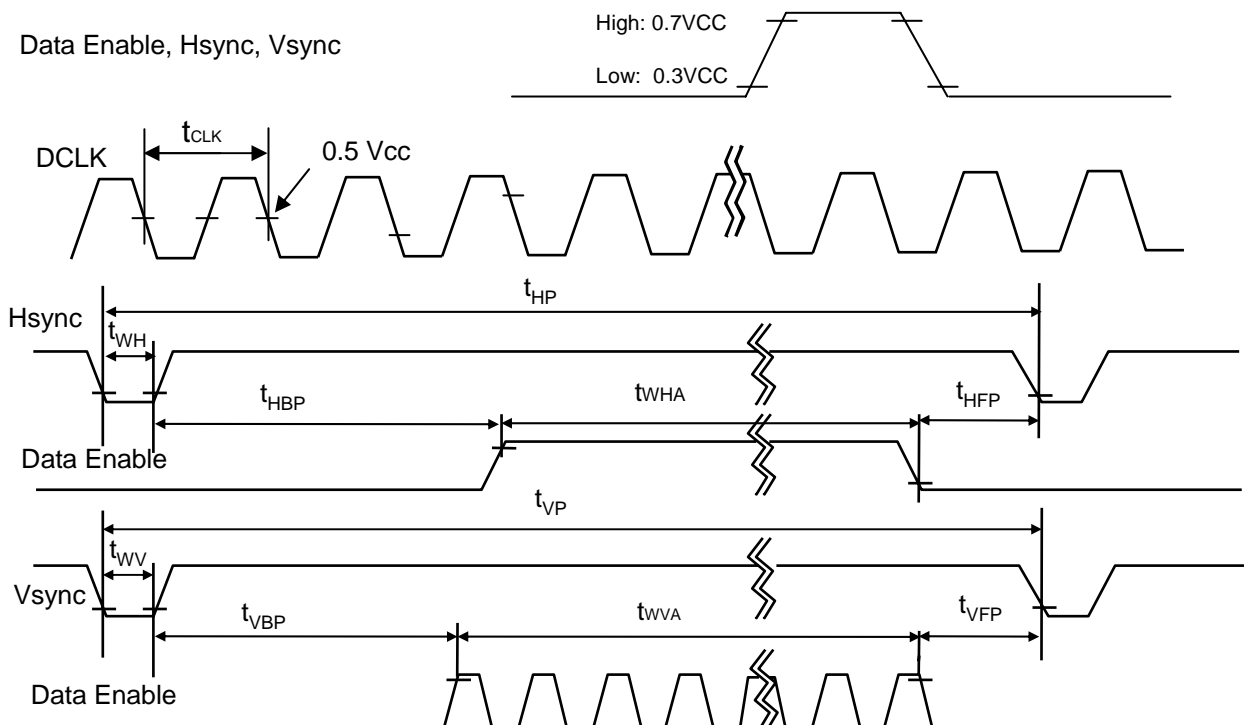 High: 0.7VCC
Data Enable, Hsync, Vsync
Low: 0.3VCC
tCLK
DCLK
0.5 Vcc
tHP
Hsync
tWH
tHBP
tWHA
tHFP
Data Enable
tVP
tWV
Vsync
tVBP
tWVA
tVFP
Data Enable